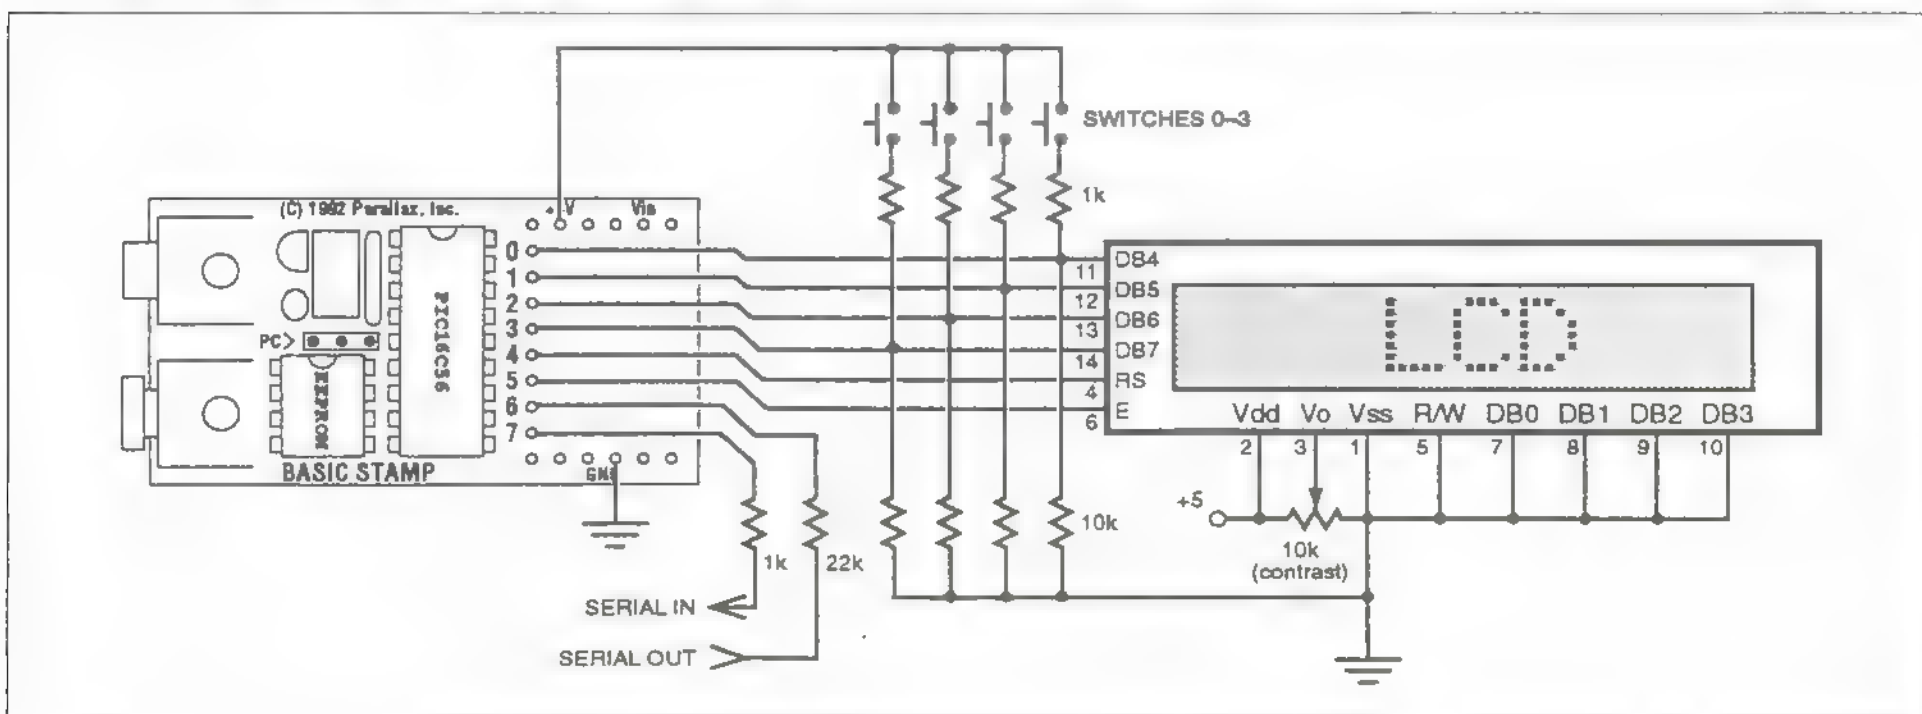 SWITCHES 0–3
1k
(C) 1992 Parallax, Inc.
+V
Vin
0
1
2
3
4
5
6
7
PC>
PIC16C56
EEPROM
BASIC STAMP
GND
11
12
13
14
4
6
DB4
DB5
DB6
DB7
RS
E
LCD
Vdd Vo Vss R/W DB0 DB1 DB2 DB3
2 3 1 5 7 8 9 10
+5
10k
(contrast)
10k
1k
22k
SERIAL IN
SERIAL OUT